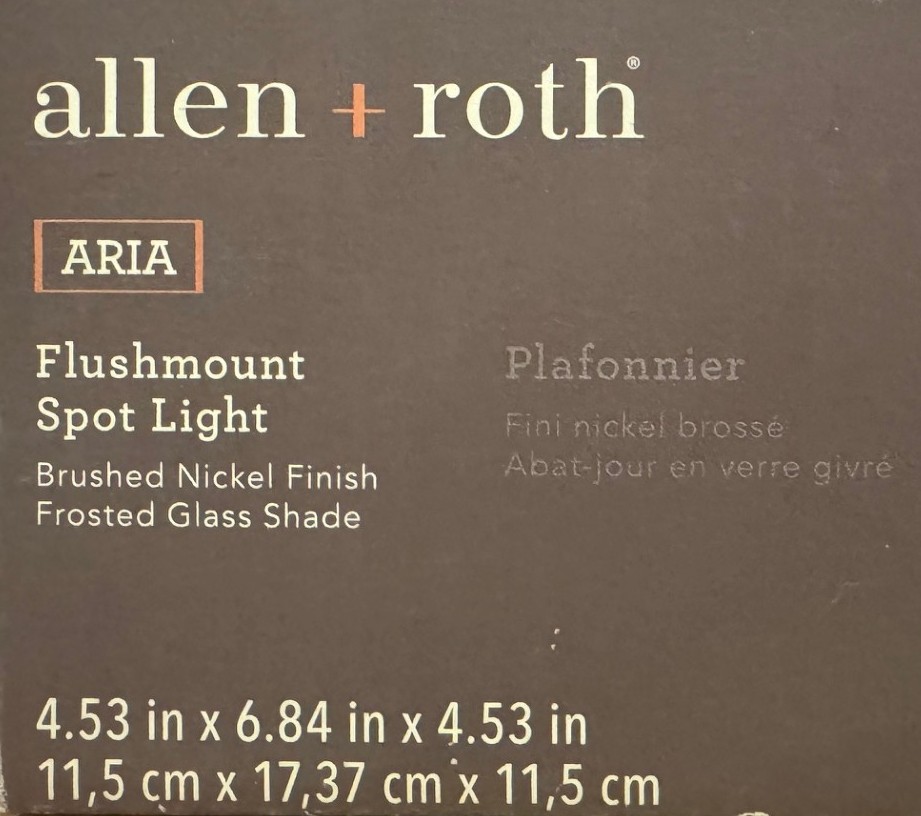 allen + roth®
ARIA
Flushmount
Spot Light
Brushed Nickel Finish
Frosted Glass Shade
Plafonnier
Fini nickel brossé
Abat-jour en verre givré
4.53 in x 6.84 in x 4.53 in
11,5 cm x 17,37 cm x 11,5 cm